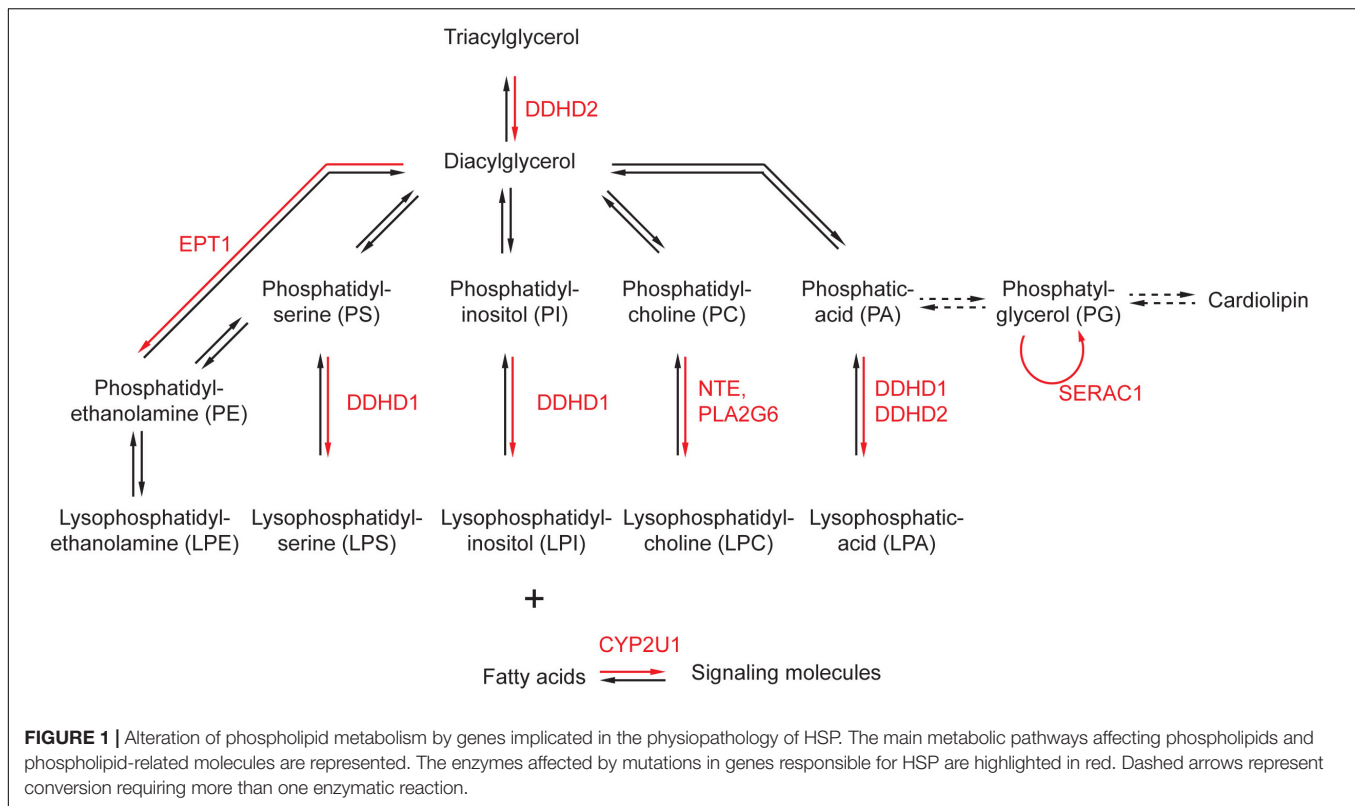 Triacylglycerol
DDHD2
Diacylglycerol
EPT1
Phosphatidyl-
serine (PS)
Phosphatidyl-
inositol (PI)
Phosphatidyl-
choline (PC)
Phosphatic-
acid (PA)
Phosphatyl-
glycerol (PG)
Cardiolipin
Phosphatidyl-
ethanolamine (PE)
DDHD1
DDHD1
NTE,
PLA2G6
DDHD1
DDHD2
SERAC1
Lysophosphatidyl-
ethanolamine (LPE)
Lysophosphatidyl-
serine (LPS)
Lysophosphatidyl-
inositol (LPI)
Lysophosphatidyl-
choline (LPC)
Lysophosphatic-
acid (LPA)
+
CYP2U1
Fatty acids
Signaling molecules
FIGURE 1 | Alteration of phospholipid metabolism by genes implicated in the physiopathology of HSP. The main metabolic pathways affecting phospholipids and
phospholipid-related molecules are represented. The enzymes affected by mutations in genes responsible for HSP are highlighted in red. Dashed arrows represent
conversion requiring more than one enzymatic reaction.